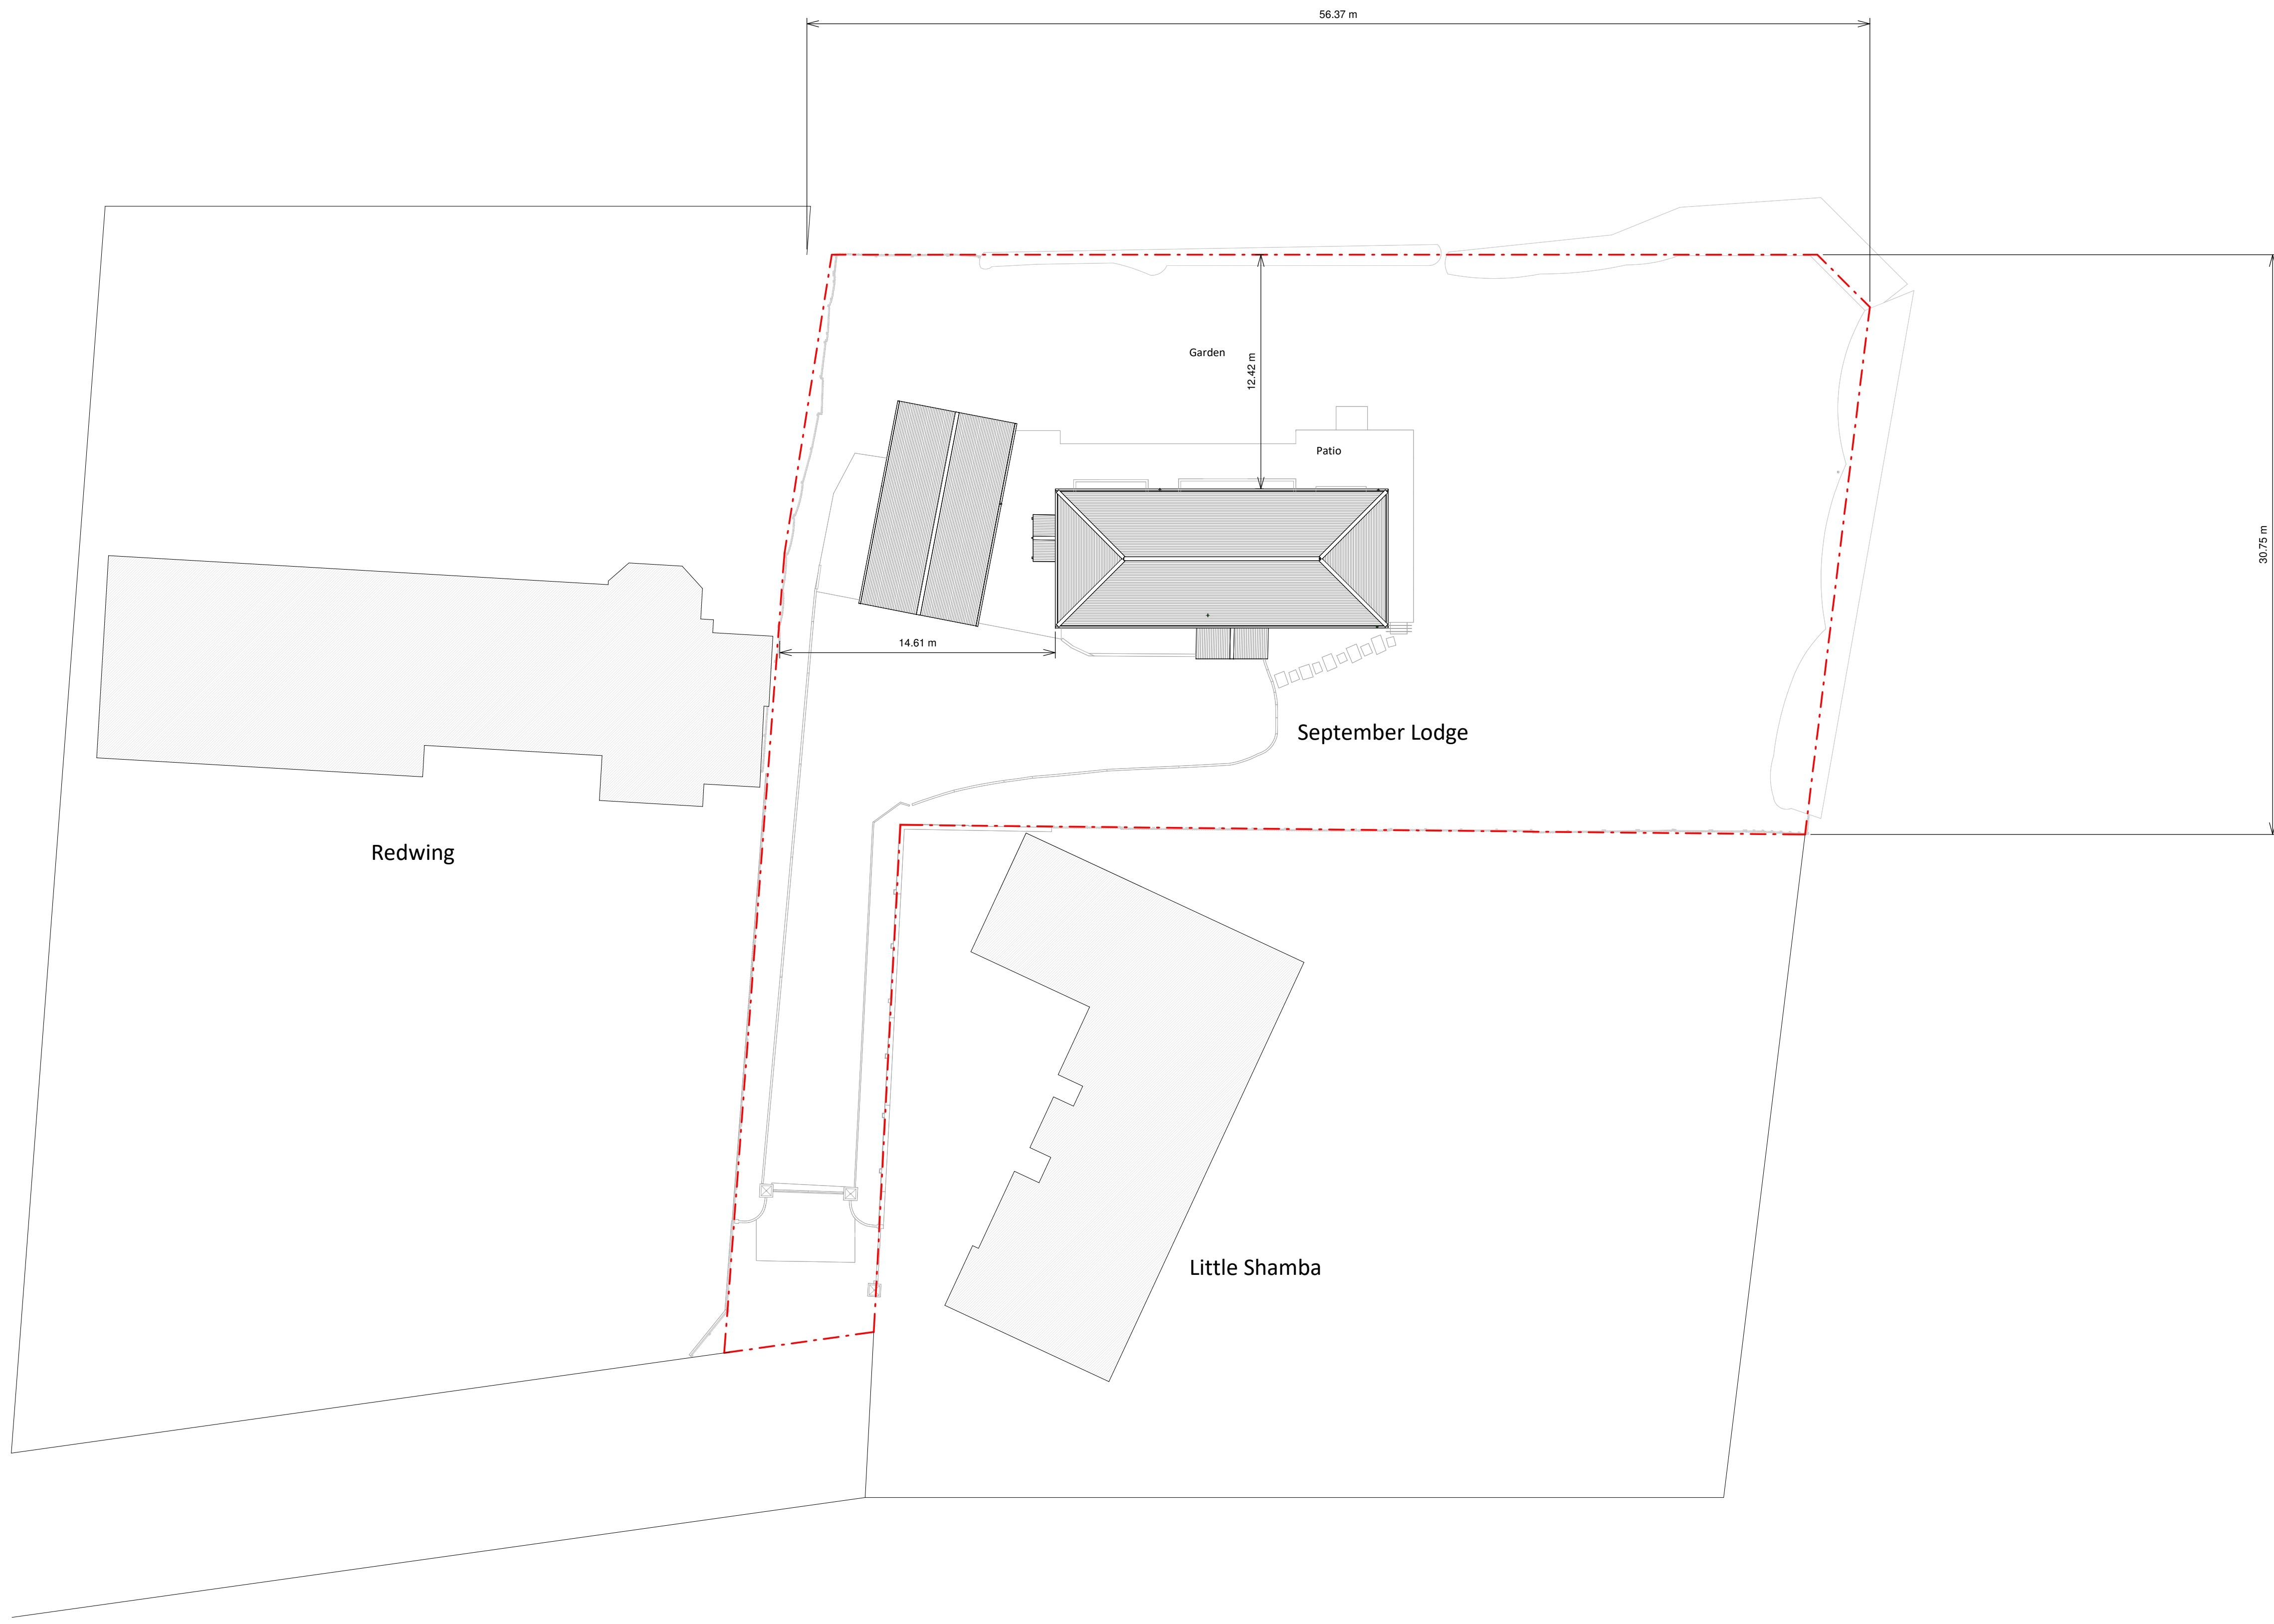 56.37 m
Garden
12.42 m
Patio
30.75 m
14.61 m
September Lodge
Redwing
Little Shamba